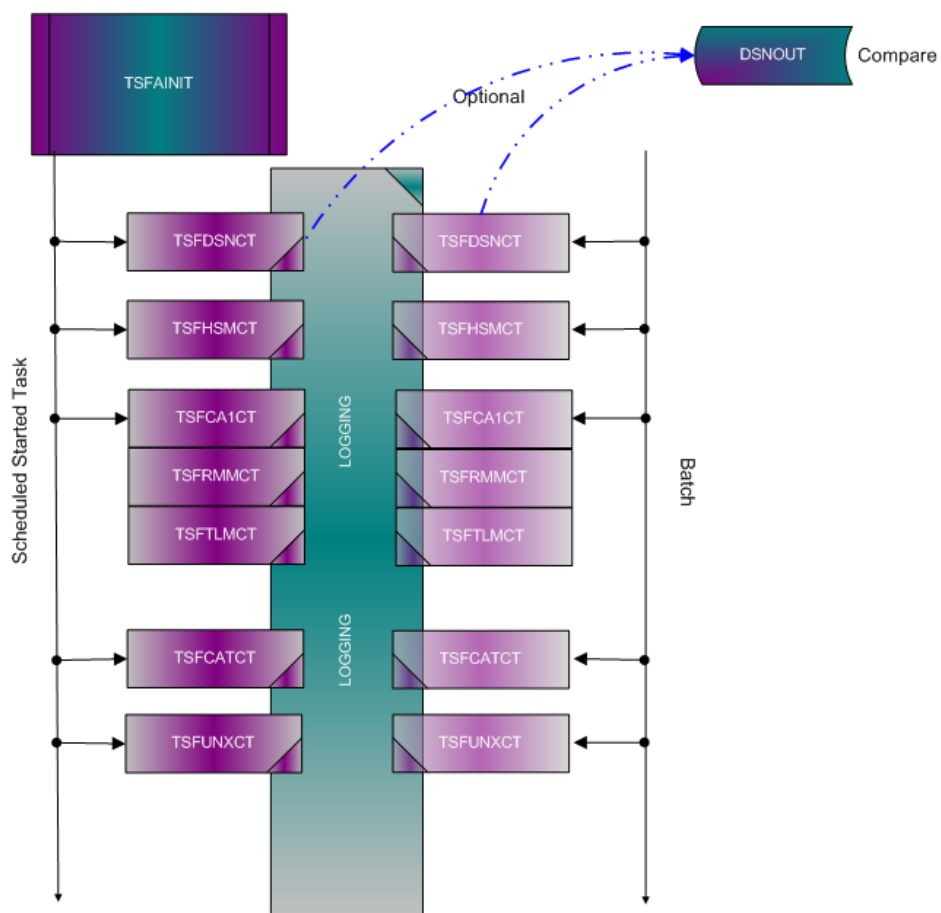 TSFAINIT
DSNOUT
Compare
Optional
TSFDSNCT
TSFDSNCT
TSFHSMCT
TSFHSMCT
Scheduled Started Task
TSFCA1CT
TSFRMMCT
TSFTLMCT
LOGGING
TSFCA1CT
TSFRMMCT
TSFTLMCT
Batch
TSFCATCT
LOGGING
TSFCATCT
TSFUNXCT
TSFUNXCT